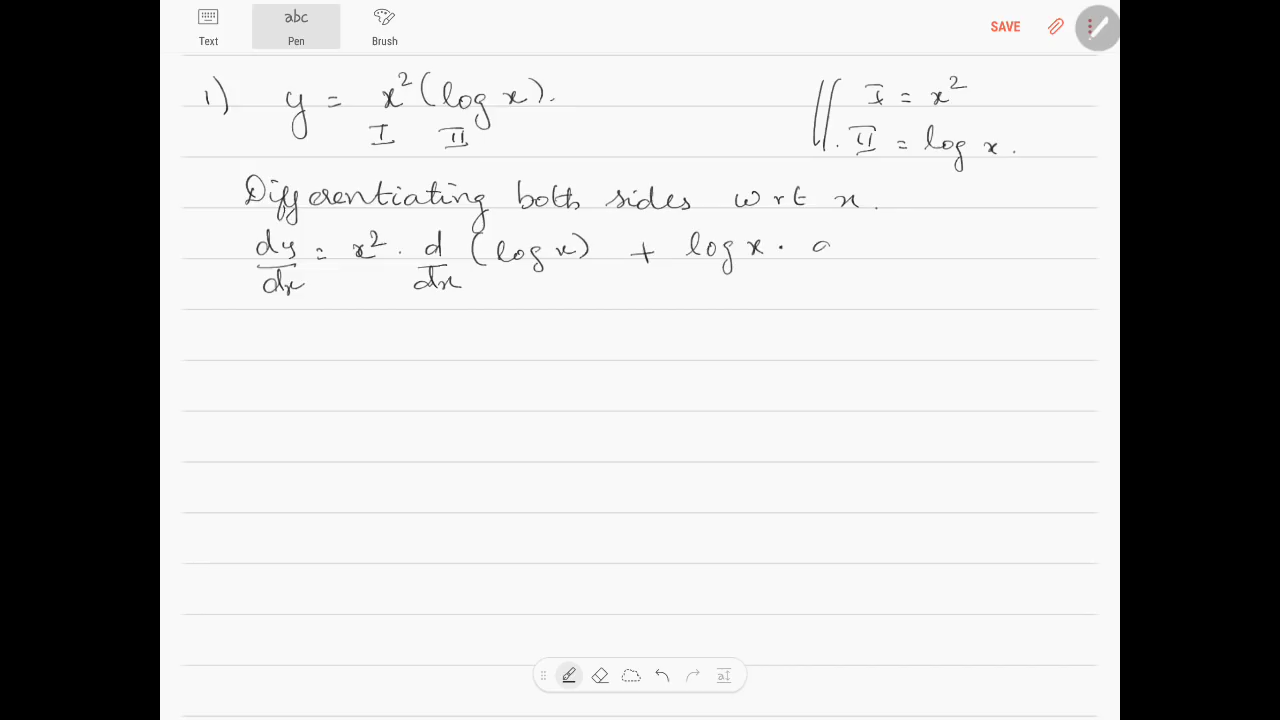 Text
abc
Pen
Brush
SAVE
1) y = x² (log x).
I II
|| I = x²
II = log x.
Differentiating both sides wrt x.
dy/dx = x² . d/dx (log x) + log x .